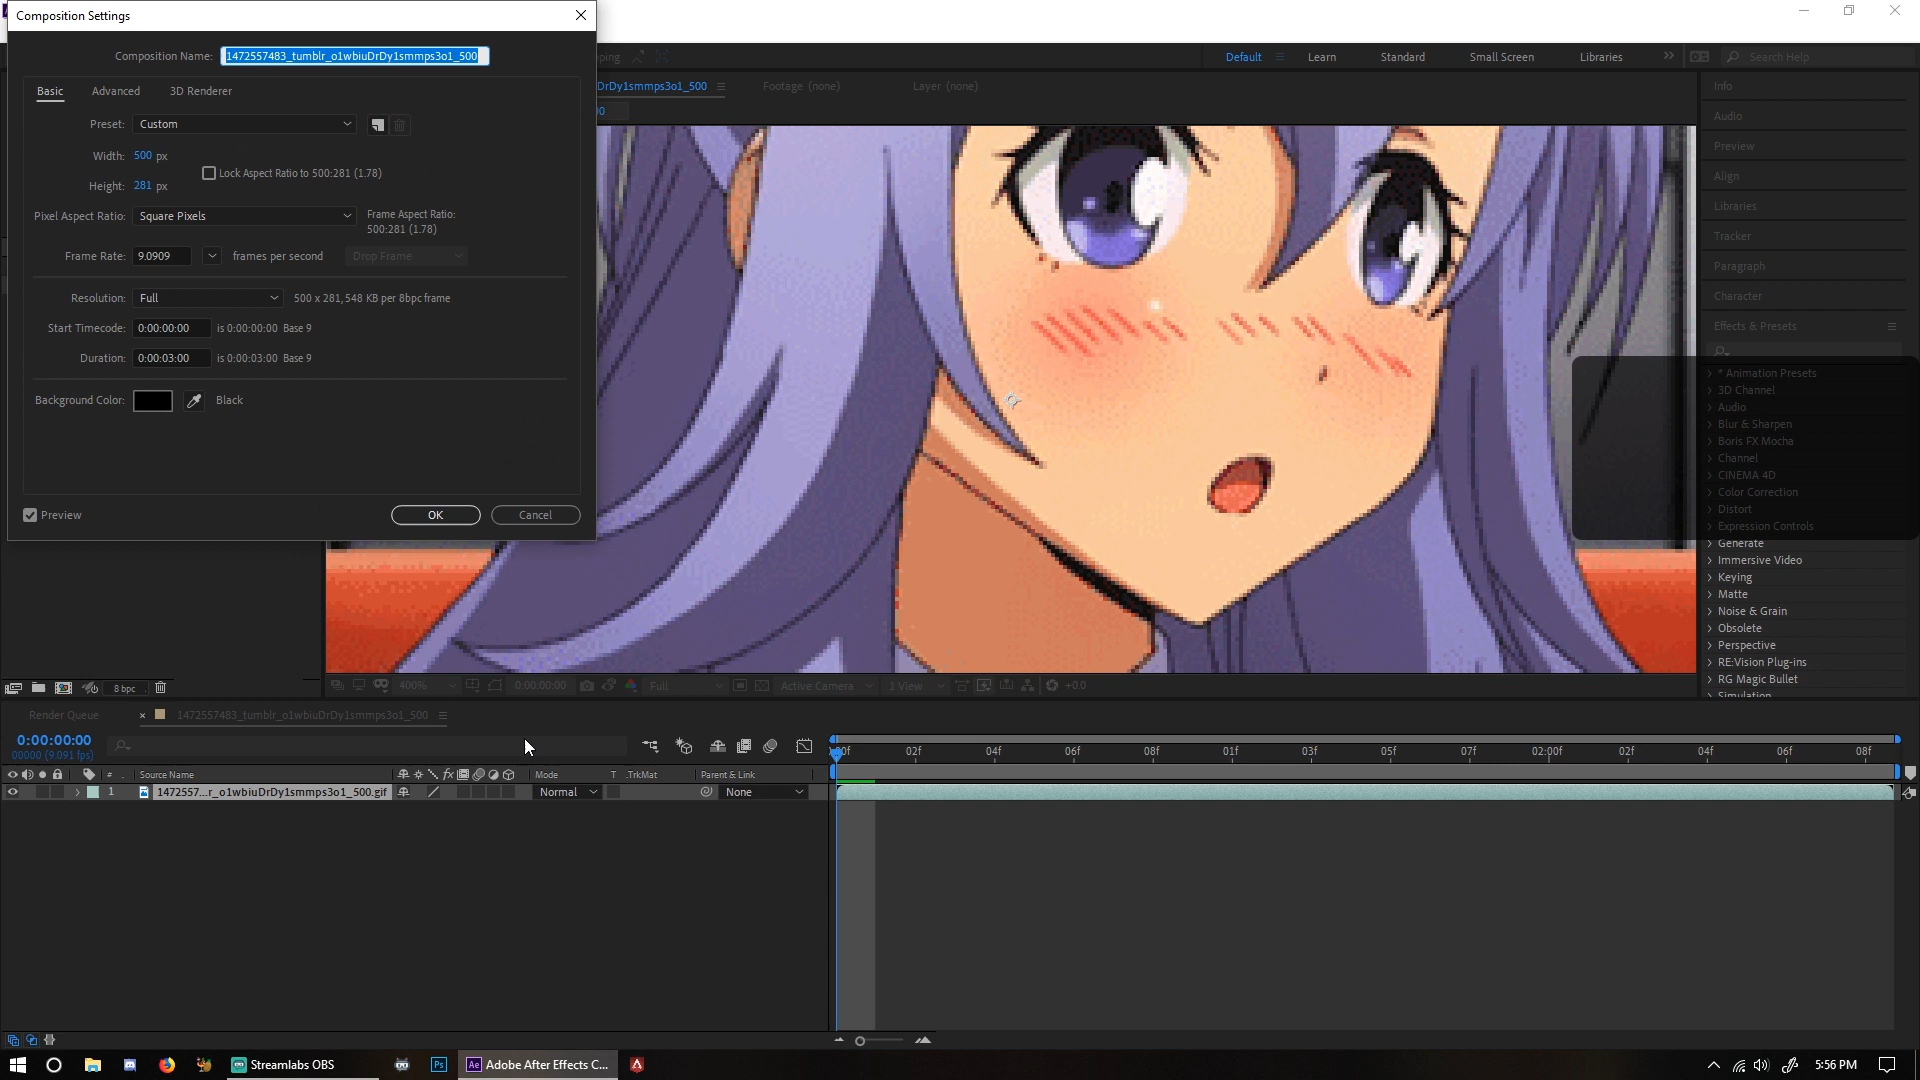 Composition Settings
Composition Name: 1472557483_tumblr_o1wbiuDrDy1smmps3o1_500
Basic Advanced 3D Renderer
Preset: Custom
Width: 500 px
Lock Aspect Ratio to 500:281 (1.78)
Height: 281 px
Pixel Aspect Ratio: Square Pixels
Frame Aspect Ratio:
500:281 (1.78)
Frame Rate: 9.0909 frames per second Drop Frame
Resolution: Full 500 x 281, 548 KB per 8bpc frame
Start Timecode: 0:00:00:00 is 0:00:00:00 Base 9
Duration: 0:00:03:00 is 0:00:03:00 Base 9
Background Color: Black
Preview OK Cancel
Default Learn Standard Small Screen Libraries Search Help
DrDy1smmps3o1_500 Footage (none) Layer (none)
Info
Audio
Preview
Align
Libraries
Tracker
Paragraph
Character
Effects & Presets
* Animation Presets
3D Channel
Audio
Blur & Sharpen
Boris FX Mocha
Channel
CINEMA 4D
Color Correction
Distort
Expression Controls
Generate
Immersive Video
Keying
Matte
Noise & Grain
Obsolete
Perspective
RE:Vision Plug-ins
RG Magic Bullet
Simulation
8 bpc
400% 0:00:00:00 Full Active Camera 1 View +0.0
Render Queue 1472557483_tumblr_o1wbiuDrDy1smmps3o1_500
0:00:00:00
00000 (9.091 fps)
:00f 02f 04f 06f 08f 01f 03f 05f 07f 02:00f 02f 04f 06f 08f
# Source Name fx Mode T .TrkMat Parent & Link
1 1472557...r_o1wbiuDrDy1smmps3o1_500.gif Normal None
Streamlabs OBS Ps Ae Adobe After Effects C... 5:56 PM